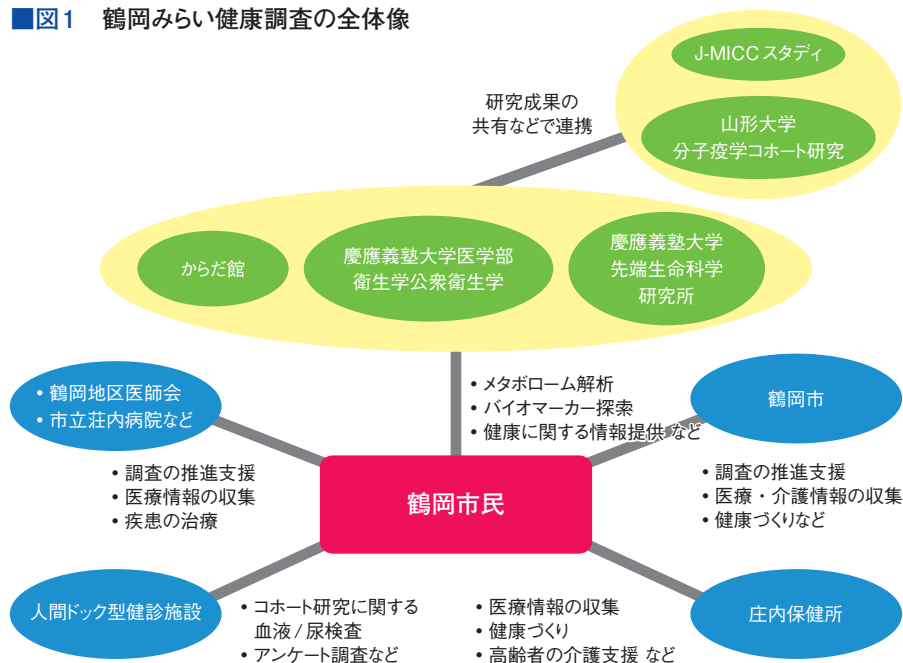 ■図1 鶴岡みらい健康調査の全体像
J-MICCスタディ
山形大学
分子疫学コホート研究
研究成果の
共有などで連携
からだ館
慶應義塾大学医学部
衛生学公衆衛生学
慶應義塾大学
先端生命科学
研究所
• 鶴岡地区医師会
• 市立荘内病院など
• メタボローム解析
• バイオマーカー探索
• 健康に関する情報提供 など
鶴岡市
• 調査の推進支援
• 医療情報の収集
• 疾患の治療
鶴岡市民
• 調査の推進支援
• 医療・介護情報の収集
• 健康づくりなど
人間ドック型健診施設
• コホート研究に関する
血液 / 尿検査
• アンケート調査など
• 医療情報の収集
• 健康づくり
• 高齢者の介護支援 など
庄内保健所